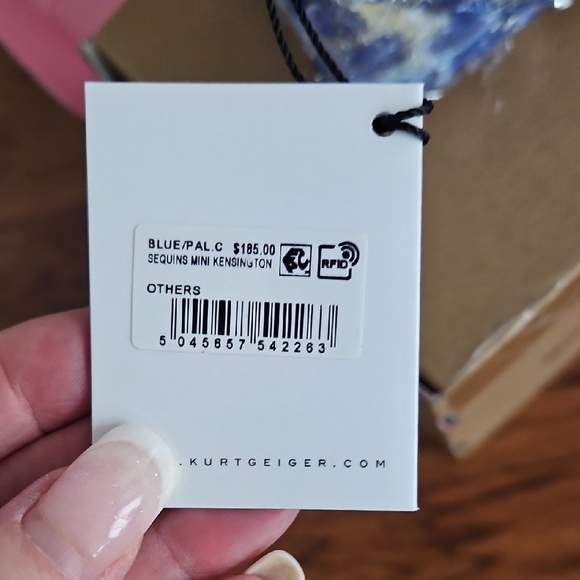 BLUE/PAL.C $185.00
SEQUINS MINI KENSINGTON
RFID
OTHERS
5 045657 542263
.KURTGEIGER.COM